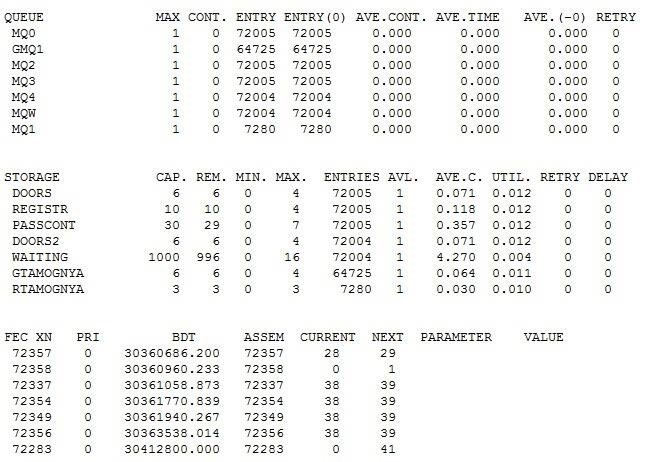 QUEUE MAX CONT. ENTRY ENTRY(0) AVE.CONT. AVE.TIME AVE.(-0) RETRY
MQ0 1 0 72005 72005 0.000 0.000 0.000 0
GMQ1 1 0 64725 64725 0.000 0.000 0.000 0
MQ2 1 0 72005 72005 0.000 0.000 0.000 0
MQ3 1 0 72005 72005 0.000 0.000 0.000 0
MQ4 1 0 72004 72004 0.000 0.000 0.000 0
MQW 1 0 72004 72004 0.000 0.000 0.000 0
MQ1 1 0 7280 7280 0.000 0.000 0.000 0
STORAGE CAP. REM. MIN. MAX. ENTRIES AVL. AVE.C. UTIL. RETRY DELAY
DOORS 6 6 0 4 72005 1 0.071 0.012 0 0
REGISTR 10 10 0 4 72005 1 0.118 0.012 0 0
PASSCONT 30 29 0 7 72005 1 0.357 0.012 0 0
DOORS2 6 6 0 4 72004 1 0.071 0.012 0 0
WAITING 1000 996 0 16 72004 1 4.270 0.004 0 0
GTAMOGNYA 6 6 0 4 64725 1 0.064 0.011 0 0
RTAMOGNYA 3 3 0 3 7280 1 0.030 0.010 0 0
FEC XN PRI BDT ASSEM CURRENT NEXT PARAMETER VALUE
72357 0 30360686.200 72357 28 29
72358 0 30360960.233 72358 0 1
72337 0 30361058.873 72337 38 39
72354 0 30361770.839 72354 38 39
72349 0 30361940.267 72349 38 39
72356 0 30363538.014 72356 38 39
72283 0 30412800.000 72283 0 41